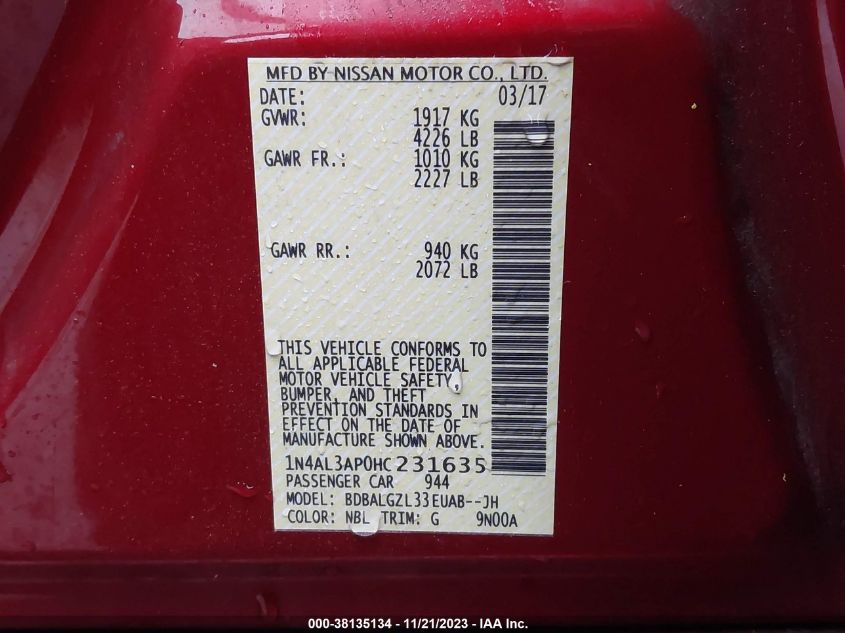 MFD BY NISSAN MOTOR CO., LTD.
DATE: 03/17
GVWR: 1917 KG
4226 LB
GAWR FR.: 1010 KG
2227 LB
GAWR RR.: 940 KG
2072 LB
THIS VEHICLE CONFORMS TO
ALL APPLICABLE FEDERAL
MOTOR VEHICLE SAFETY,
BUMPER, AND THEFT
PREVENTION STANDARDS IN
EFFECT ON THE DATE OF
MANUFACTURE SHOWN ABOVE.
1N4AL3AP0HC231635
PASSENGER CAR 944
MODEL: BDBALGZL33EUAB--JH
COLOR: NBL TRIM: G 9N00A
000-38135134 - 11/21/2023 - IAA Inc.